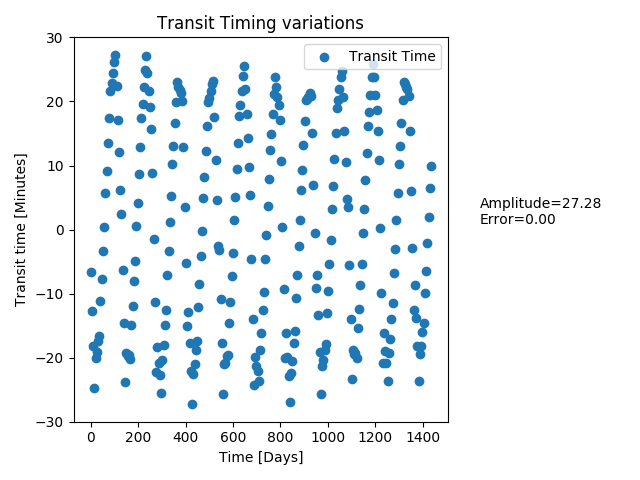 Transit Timing variations
Transit Time
Transit time [Minutes]
30
20
10
0
−10
−20
−30
0 200 400 600 800 1000 1200 1400
Time [Days]
Amplitude=27.28
Error=0.00